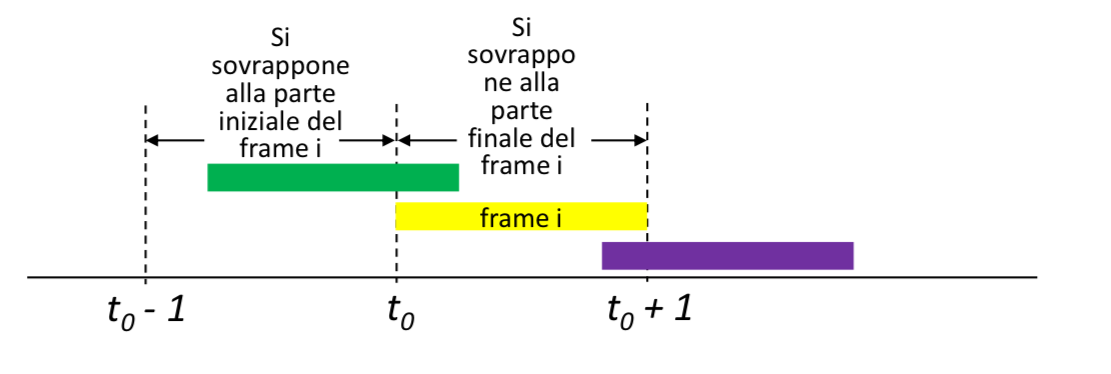 Si
sovrappone
alla parte
iniziale del
frame i
Si
sovrappo
ne alla
parte
finale del
frame i
frame i
t₀ - 1
t₀
t₀ + 1